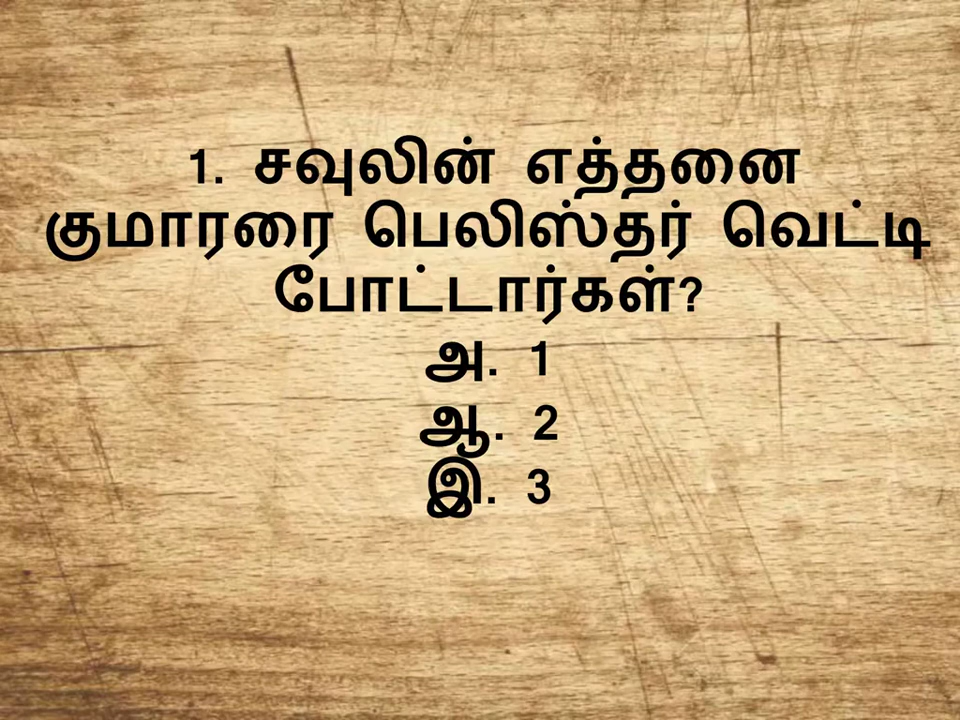 1. சவுலின் எத்தனை
குமாரரை பெலிஸ்தர் வெட்டி
போட்டார்கள்?
அ. 1
ஆ. 2
இ. 3